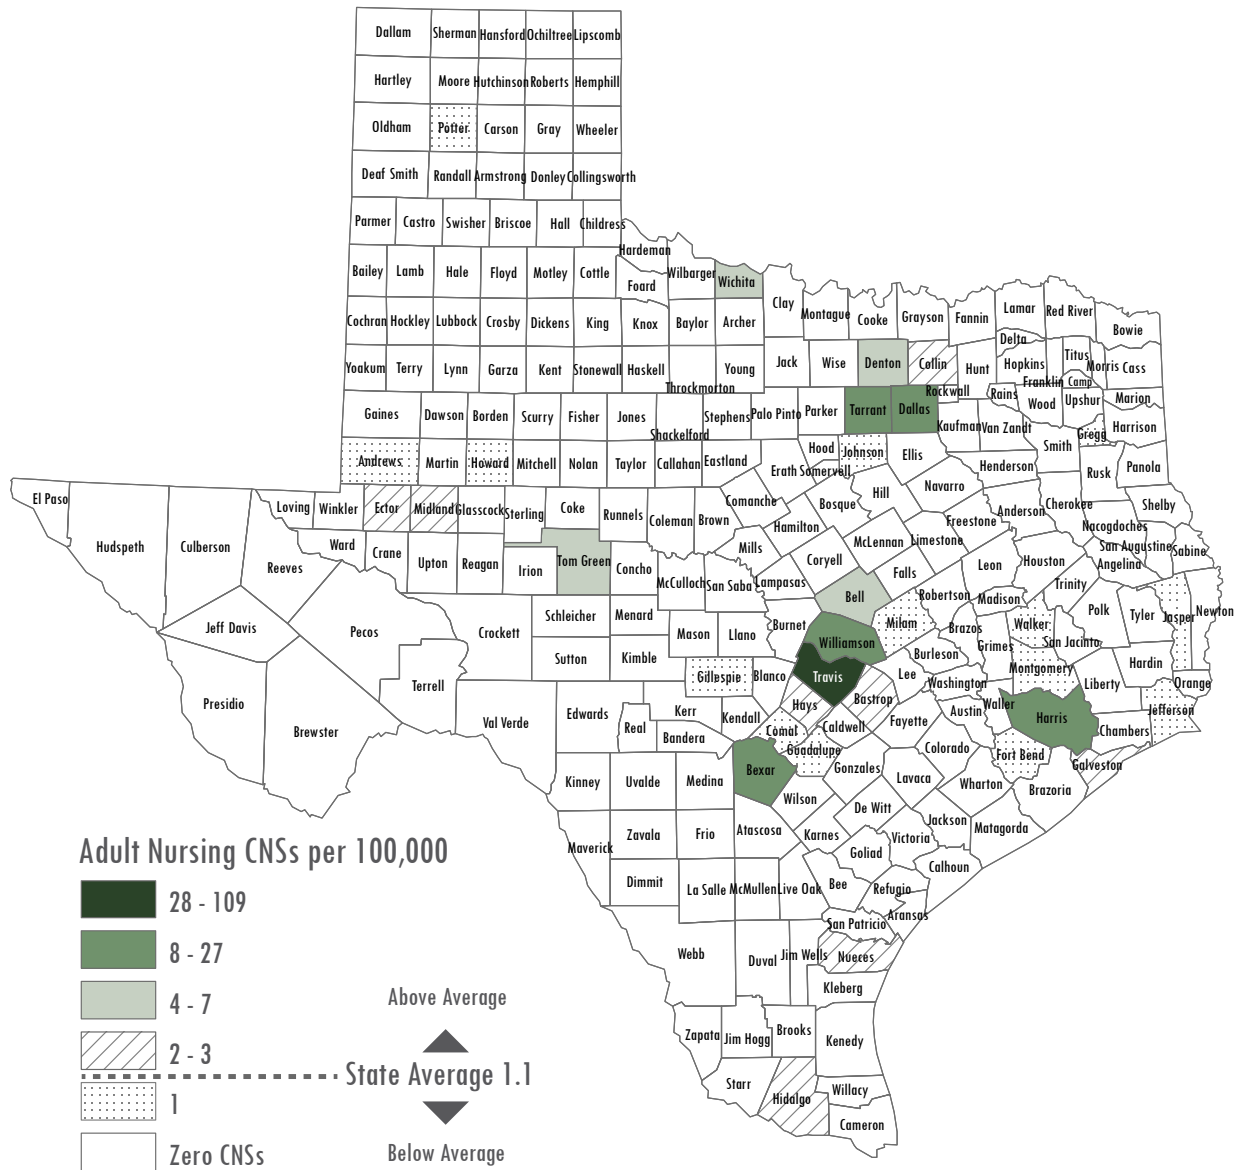 Dallam Sherman Hansford Ochiltree Lipscomb
Hartley Moore Hutchinson Roberts Hemphill
Oldham Potter Carson Gray Wheeler
Deaf Smith Randall Armstrong Donley Collingsworth
Parmer Castro Swisher Briscoe Hall Childress
Hardeman
Bailey Lamb Hale Floyd Motley Cottle Foard Wilbarger Wichita
Clay Montague Cooke Grayson Fannin Lamar Red River Bowie
Cochran Hockley Lubbock Crosby Dickens King Knox Baylor Archer
Delta
Yoakum Terry Lynn Garza Kent Stonewall Haskell Throckmorton Young Jack Wise Denton Collin Hunt Hopkins Franklin Titus Camp Morris Cass
Rockwall Rains Wood Upshur Marion
Gaines Dawson Borden Scurry Fisher Jones Shackelford Stephens Palo Pinto Parker Tarrant Dallas Kaufman Van Zandt Gregg Harrison
Andrews Martin Howard Mitchell Nolan Taylor Callahan Eastland Erath Hood Somervell Johnson Ellis Henderson Smith Rusk Panola
El Paso Hudspeth Culberson Reeves Loving Winkler Ector Midland Glasscock Sterling Coke Runnels Coleman Brown Comanche Hamilton Bosque Hill Navarro Freestone Anderson Cherokee Nacogdoches Shelby
Ward Crane Upton Reagan Irion Tom Green Concho McCulloch San Saba Mills Lampasas Coryell McLennan Limestone Falls Leon Houston Angelina San Augustine Sabine
Jeff Davis Pecos Crockett Schleicher Menard Mason Llano Burnet Bell Milam Robertson Brazos Madison Walker Trinity Polk Tyler Jasper Newton
Presidio Brewster Terrell Sutton Kimble Gillespie Blanco Williamson Travis Burleson Lee Washington Grimes Montgomery San Jacinto Liberty Hardin Orange
Val Verde Edwards Real Kerr Bandera Kendall Hays Comal Bastrop Caldwell Guadalupe Fayette Austin Waller Harris Chambers Jefferson
Kinney Uvalde Medina Bexar Wilson Gonzales Lavaca Colorado Wharton Fort Bend Brazoria Galveston
Maverick Zavala Frio Atascosa Karnes De Witt Goliad Victoria Jackson Matagorda
Dimmit La Salle McMullen Live Oak Bee Refugio Calhoun Aransas San Patricio
Webb Duval Jim Wells Nueces Kleberg
Zapata Jim Hogg Brooks Kenedy
Starr Hidalgo Willacy Cameron
Adult Nursing CNSs per 100,000
28 - 109
8 - 27
4 - 7
2 - 3
1
Zero CNSs
Above Average
State Average 1.1
Below Average